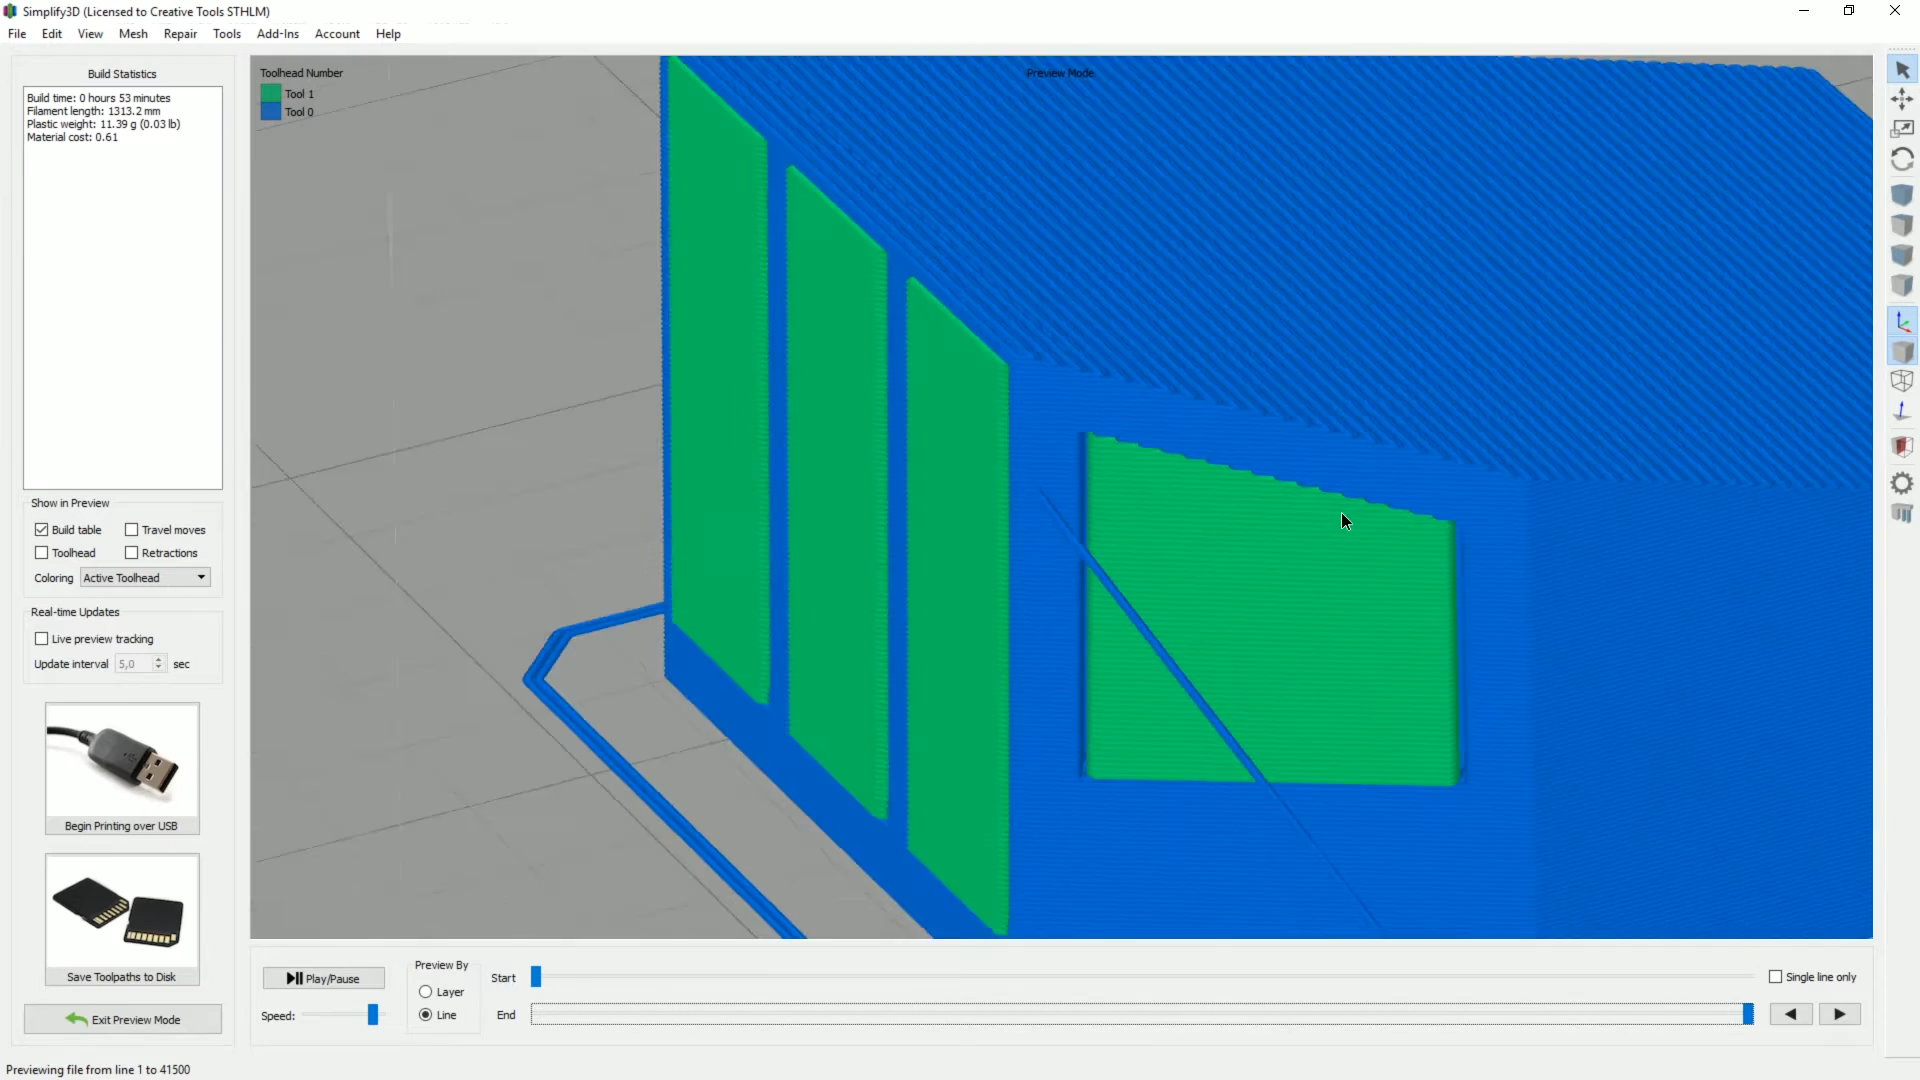 Simplify3D (Licensed to Creative Tools STHLM)
File Edit View Mesh Repair Tools Add-Ins Account Help
Build Statistics
Build time: 0 hours 53 minutes
Filament length: 1313.2 mm
Plastic weight: 11.39 g (0.03 lb)
Material cost: 0.61
Toolhead Number
Tool 1
Tool 0
Preview Mode
Show in Preview
Build table Travel moves
Toolhead Retractions
Coloring Active Toolhead
Real-time Updates
Live preview tracking
Update interval 5,0 sec
Begin Printing over USB
Save Toolpaths to Disk
Exit Preview Mode
Play/Pause
Speed:
Preview By
Layer
Line
Start
End
Single line only
Previewing file from line 1 to 41500